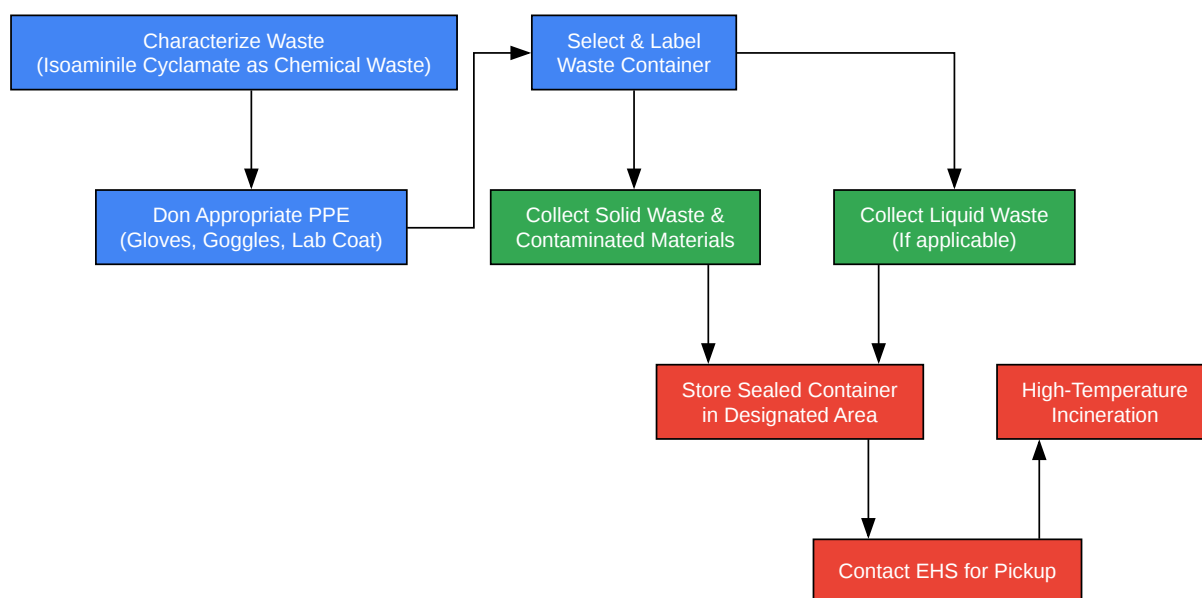 Characterize Waste
(Isoaminile Cyclamate as Chemical Waste)
Select & Label
Waste Container
Don Appropriate PPE
(Gloves, Goggles, Lab Coat)
Collect Solid Waste &
Contaminated Materials
Collect Liquid Waste
(If applicable)
Store Sealed Container
in Designated Area
High-Temperature
Incineration
Contact EHS for Pickup